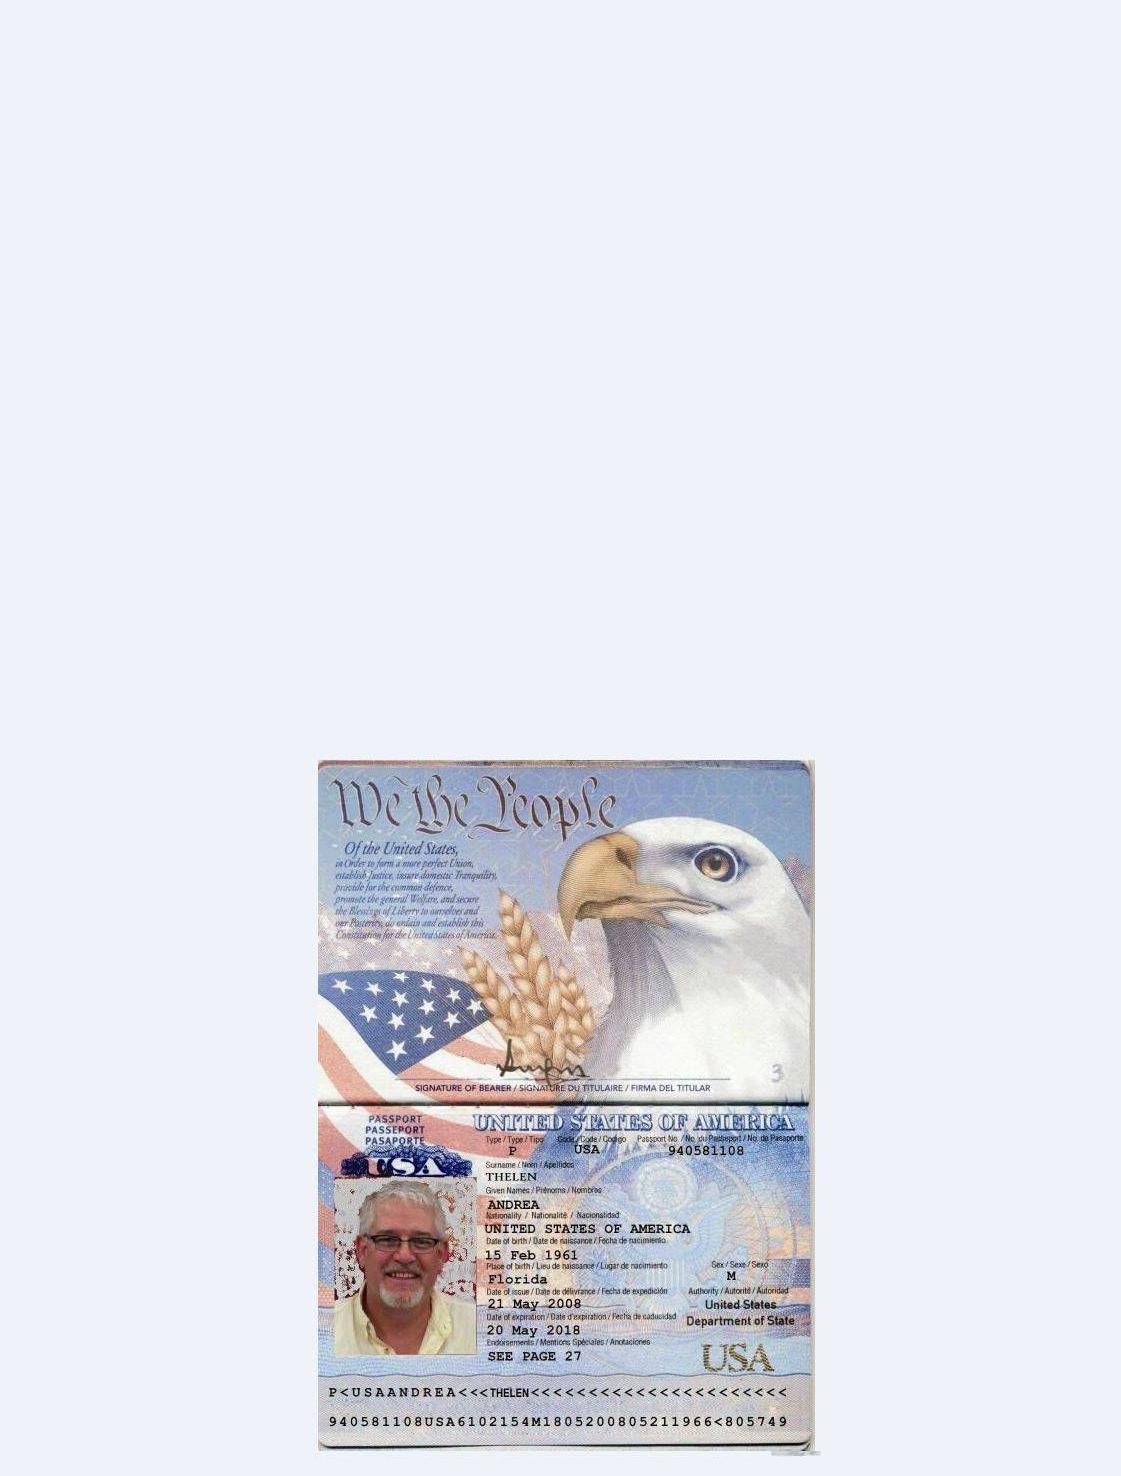 We the People
Of the United States,
in Order to form a more perfect Union,
establish Justice, insure domestic Tranquility,
provide for the common defence,
promote the general Welfare, and secure
the Blessings of Liberty to ourselves and
our Posterity, do ordain and establish this
Constitution for the United States of America.
3
SIGNATURE OF BEARER / SIGNATURE DU TITULAIRE / FIRMA DEL TITULAR
PASSPORT
PASSEPORT
PASAPORTE
USA
UNITED STATES OF AMERICA
Type / Type / Tipo Code / Code / Codigo Passport No. / No. du Passeport / No. de Pasaporte
P USA 940581108
Surname / Nom / Apellidos
THELEN
Given Names / Prénoms / Nombres
ANDREA
Nationality / Nationalité / Nacionalidad
UNITED STATES OF AMERICA
Date of birth / Date de naissance / Fecha de nacimiento
15 Feb 1961
Place of birth / Lieu de naissance / Lugar de nacimiento Sex / Sexe / Sexo
Florida M
Date of issue / Date de délivrance / Fecha de expedición Authority / Autorité / Autoridad
21 May 2008 United States
Date of expiration / Date d'expiration / Fecha de caducidad Department of State
20 May 2018
Endorsements / Mentions Spéciales / Anotaciones
SEE PAGE 27
USA
P<USAANDREA<<<THELEN<<<<<<<<<<<<<<<<<<<<<<<
940581108USA6102154M1805200805211966<805749